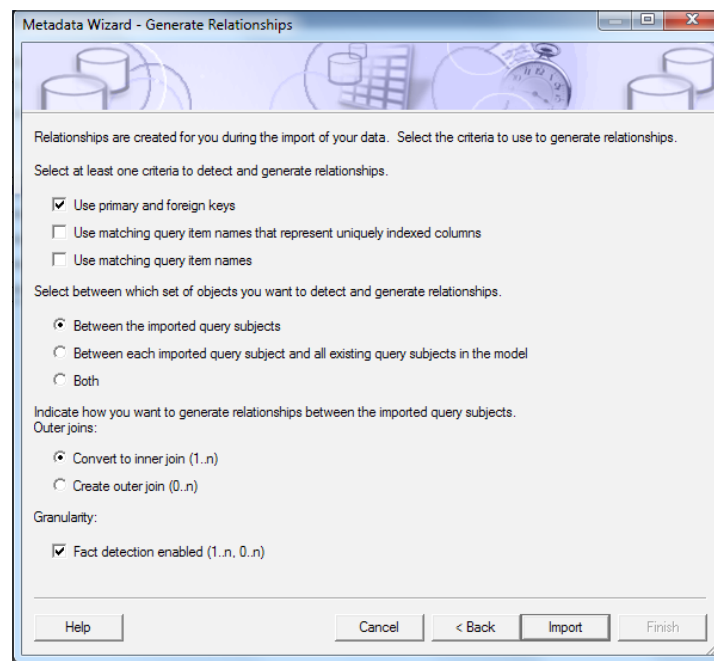 Metadata Wizard - Generate Relationships
Relationships are created for you during the import of your data.  Select the criteria to use to generate relationships.
Select at least one criteria to detect and generate relationships.
Use primary and foreign keys
Use matching query item names that represent uniquely indexed columns
Use matching query item names
Select between which set of objects you want to detect and generate relationships.
Between the imported query subjects
Between each imported query subject and all existing query subjects in the model
Both
Indicate how you want to generate relationships between the imported query subjects.
Outer joins:
Convert to inner join (1..n)
Create outer join (0..n)
Granularity:
Fact detection enabled (1..n, 0..n)
Help Cancel < Back Import Finish